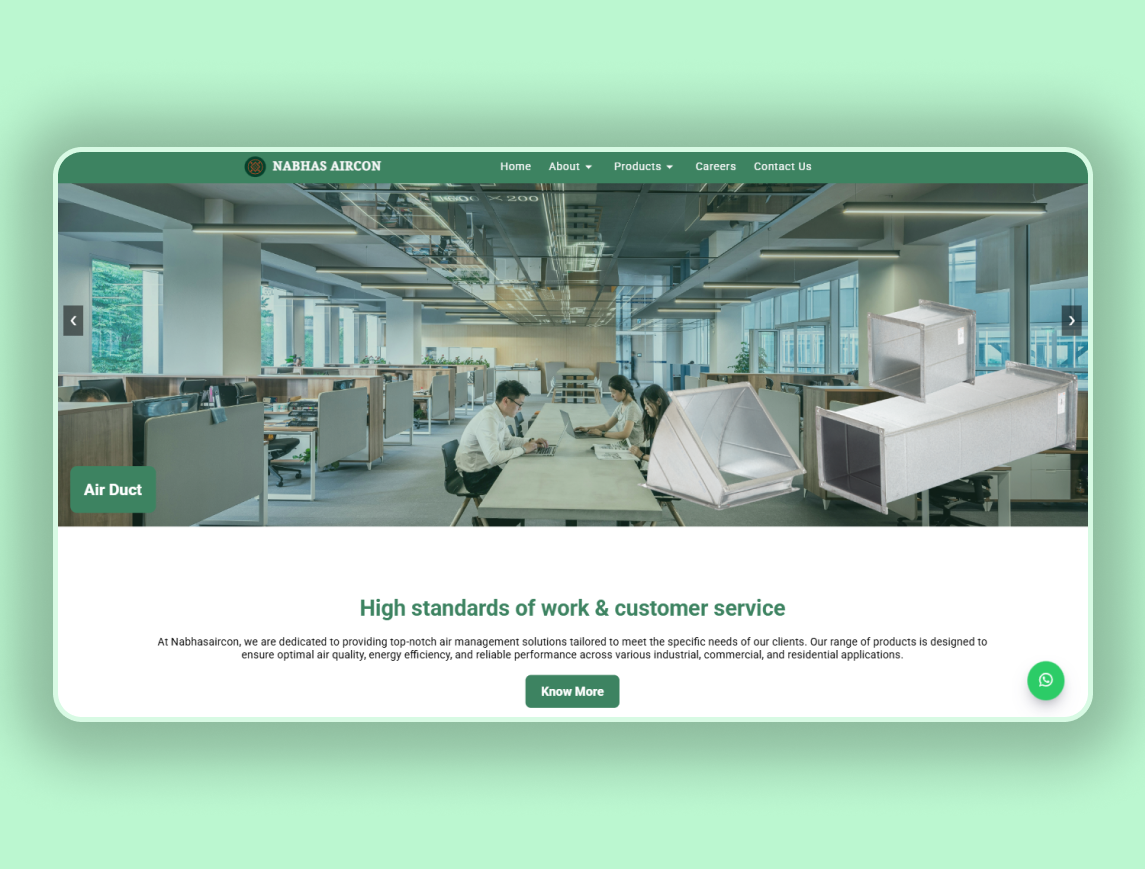 NABHAS AIRCON
Home About Products Careers Contact Us
Air Duct
High standards of work & customer service
At Nabhasaircon, we are dedicated to providing top-notch air management solutions tailored to meet the specific needs of our clients. Our range of products is designed to
ensure optimal air quality, energy efficiency, and reliable performance across various industrial, commercial, and residential applications.
Know More